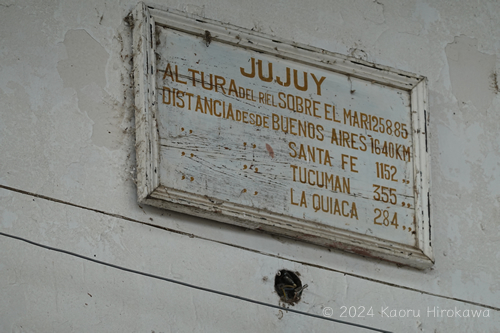 JUJUY
ALTURA DEL RIEL SOBRE EL MAR 1258 85
DISTANCIA DESDE BUENOS AIRES 1640 KM
" " SANTA FE 1152 "
" " TUCUMAN 355 "
" " LA QUIACA 284 "
© 2024 Kaoru Hirokawa